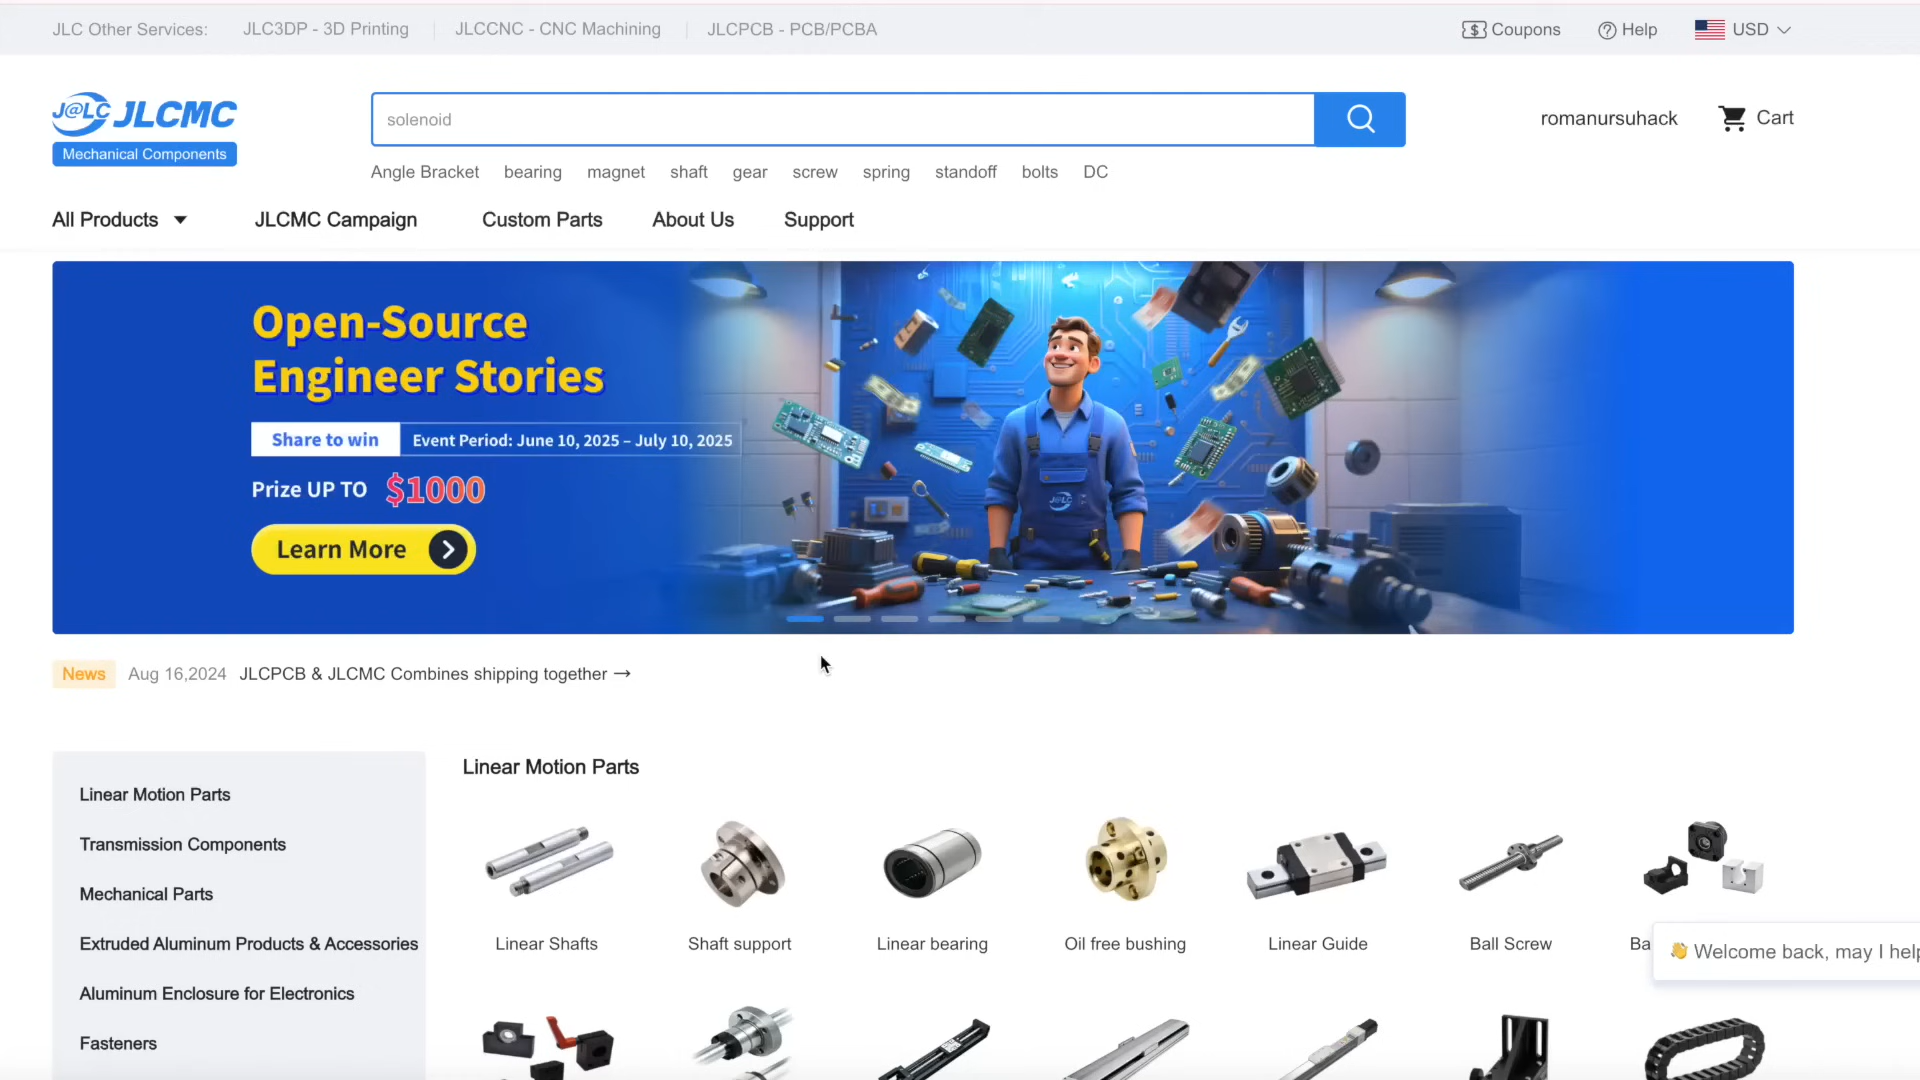 JLC Other Services: JLC3DP - 3D Printing JLCCNC - CNC Machining JLCPCB - PCB/PCBA Coupons Help USD
J@LC JLCMC
Mechanical Components
solenoid
romanursuhack Cart
Angle Bracket bearing magnet shaft gear screw spring standoff bolts DC
All Products JLCMC Campaign Custom Parts About Us Support
Open-Source
Engineer Stories
Share to win Event Period: June 10, 2025 – July 10, 2025
Prize UP TO $1000
Learn More
J@LC
News Aug 16,2024 JLCPCB & JLCMC Combines shipping together →
Linear Motion Parts
Transmission Components
Mechanical Parts
Extruded Aluminum Products & Accessories
Aluminum Enclosure for Electronics
Fasteners
Linear Motion Parts
Linear Shafts Shaft support Linear bearing Oil free bushing Linear Guide Ball Screw Ba
👋 Welcome back, may I help